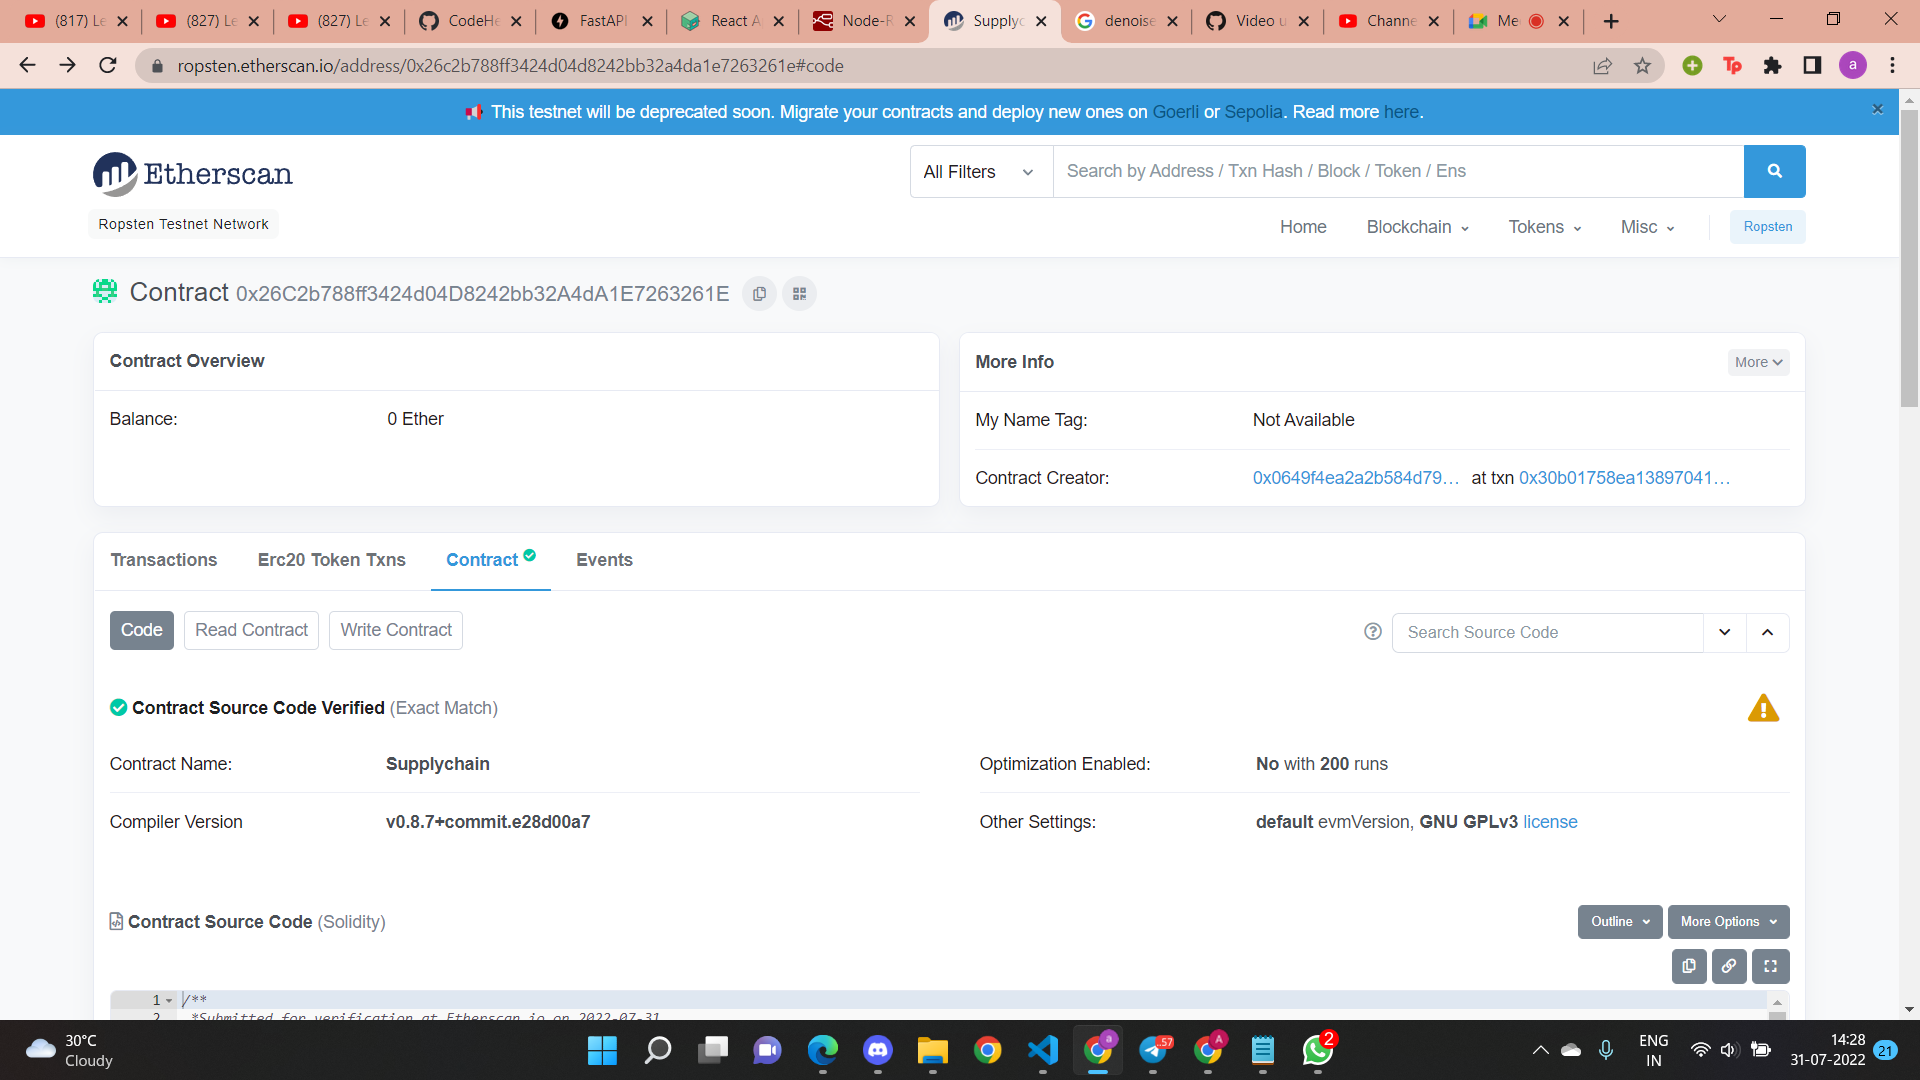 (817) Le
(827) Le
(827) Le
CodeHe
FastAPI
React A
Node-R
Supplyc
denoise
Video u
Channe
Me
ropsten.etherscan.io/address/0x26c2b788ff3424d04d8242bb32a4da1e7263261e#code
Tp
a
This testnet will be deprecated soon. Migrate your contracts and deploy new ones on Goerli or Sepolia. Read more here.
Etherscan
All Filters
Search by Address / Txn Hash / Block / Token / Ens
Ropsten Testnet Network
Home
Blockchain
Tokens
Misc
Ropsten
Contract 0x26C2b788ff3424d04D8242bb32A4dA1E7263261E
Contract Overview
Balance:
0 Ether
More Info
More
My Name Tag:
Not Available
Contract Creator:
0x0649f4ea2a2b584d79… at txn 0x30b01758ea13897041…
Transactions
Erc20 Token Txns
Contract
Events
Code
Read Contract
Write Contract
Search Source Code
Contract Source Code Verified (Exact Match)
Contract Name:
Supplychain
Optimization Enabled:
No with 200 runs
Compiler Version
v0.8.7+commit.e28d00a7
Other Settings:
default evmVersion, GNU GPLv3 license
Contract Source Code (Solidity)
Outline
More Options
1 /**
2 *Submitted for verification at Etherscan.io on 2022-07-31
30°C
Cloudy
a
.57
A
2
ENG
IN
14:28
31-07-2022
21